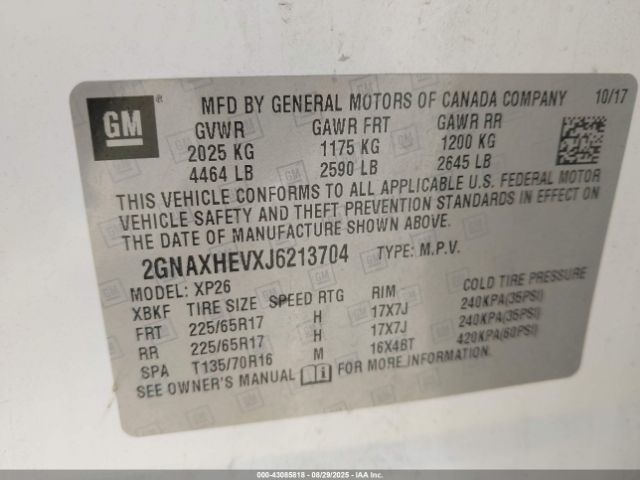 GM ® MFD BY GENERAL MOTORS OF CANADA COMPANY 10/17
GVWR GAWR FRT GAWR RR
2025 KG 1175 KG 1200 KG
4464 LB 2590 LB 2645 LB
THIS VEHICLE CONFORMS TO ALL APPLICABLE U.S. FEDERAL MOTOR
VEHICLE SAFETY AND THEFT PREVENTION STANDARDS IN EFFECT ON
THE DATE OF MANUFACTURE SHOWN ABOVE.
2GNAXHEVXJ6213704 TYPE: M.P.V.
MODEL: XP26
XBKF TIRE SIZE SPEED RTG RIM COLD TIRE PRESSURE
FRT 225/65R17 H 17X7J 240KPA(35PSI)
RR 225/65R17 H 17X7J 240KPA(35PSI)
SPA T135/70R16 M 16X4BT 420KPA(60PSI)
SEE OWNER'S MANUAL FOR MORE INFORMATION.
000-43085818 - 08/29/2025 - IAA Inc.